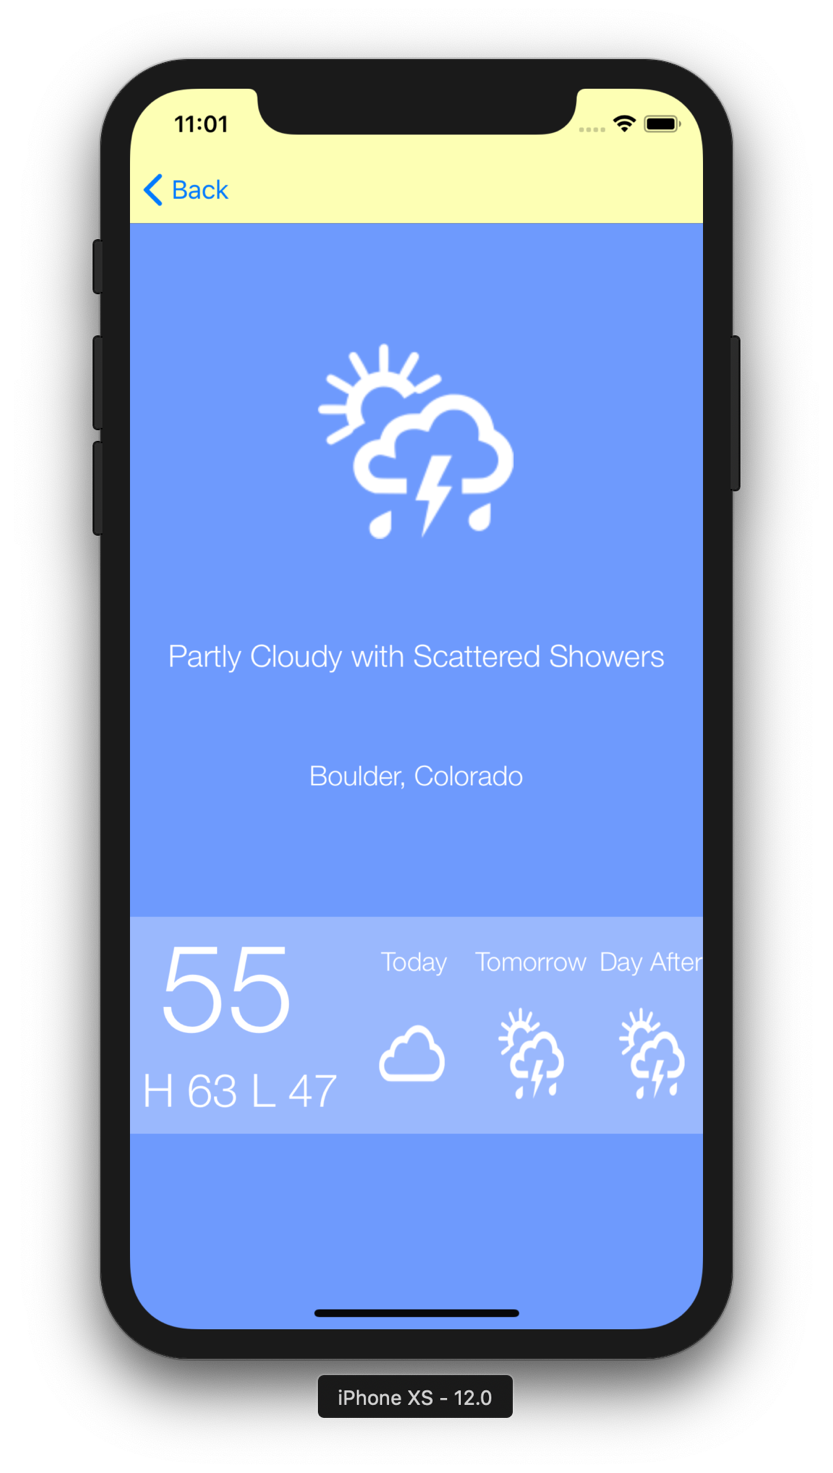 11:01
Back
Partly Cloudy with Scattered Showers
Boulder, Colorado
55
H 63 L 47
Today Tomorrow Day After
iPhone XS - 12.0